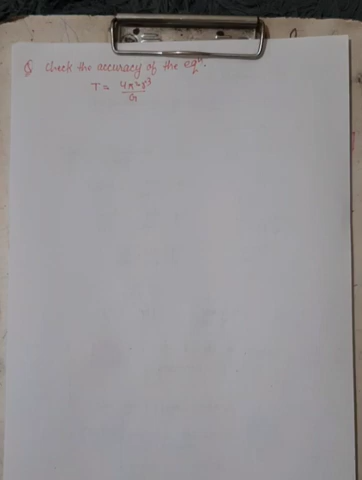 Q Check the accuracy of the eqⁿ.
T = 4π²r³
G